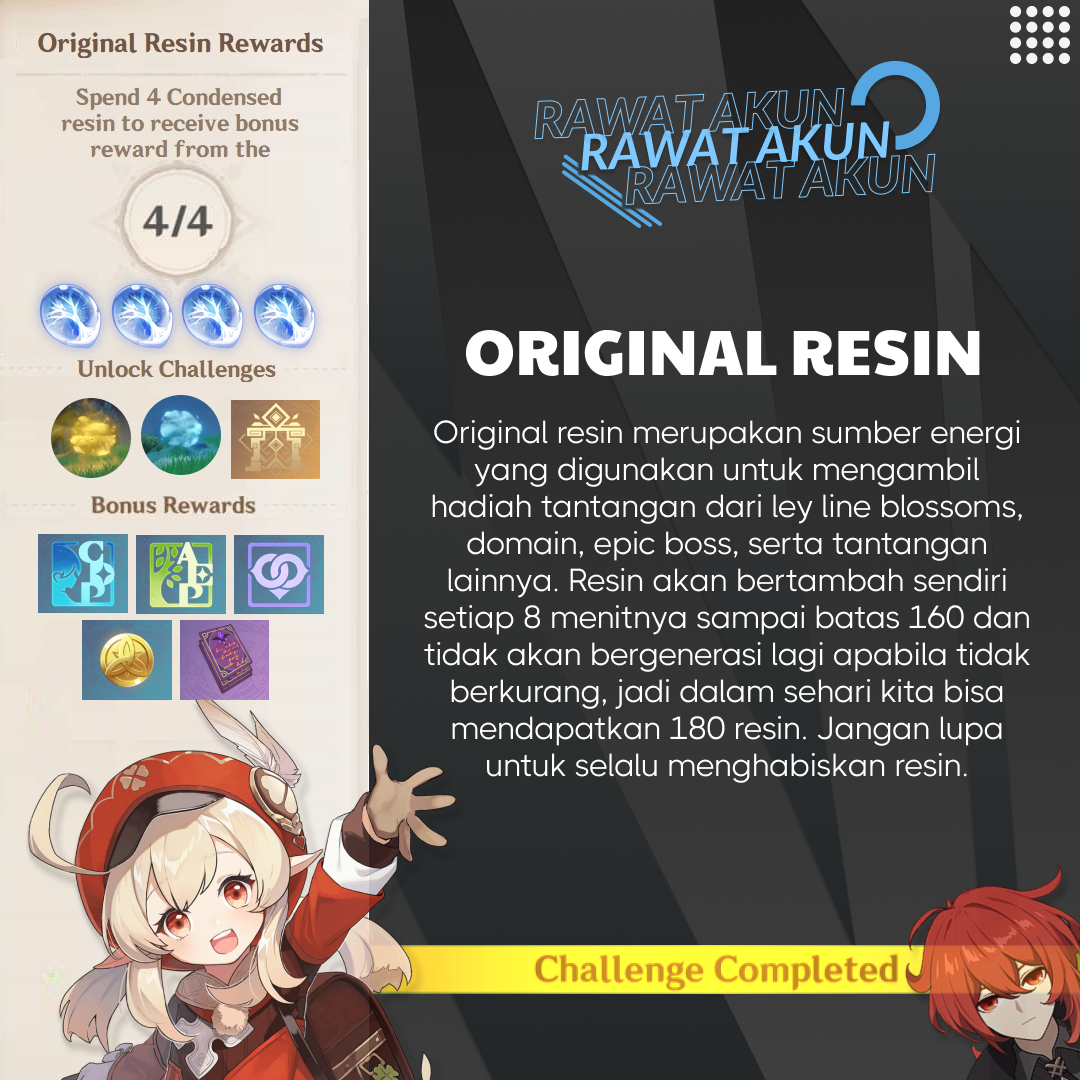 Original Resin Rewards
Spend 4 Condensed
resin to receive bonus
reward from the
4/4
Unlock Challenges
Bonus Rewards
RAWAT AKUN
RAWAT AKUN
RAWAT AKUN
ORIGINAL RESIN
Original resin merupakan sumber energi
yang digunakan untuk mengambil
hadiah tantangan dari ley line blossoms,
domain, epic boss, serta tantangan
lainnya. Resin akan bertambah sendiri
setiap 8 menitnya sampai batas 160 dan
tidak akan bergenerasi lagi apabila tidak
berkurang, jadi dalam sehari kita bisa
mendapatkan 180 resin. Jangan lupa
untuk selalu menghabiskan resin.
Challenge Completed